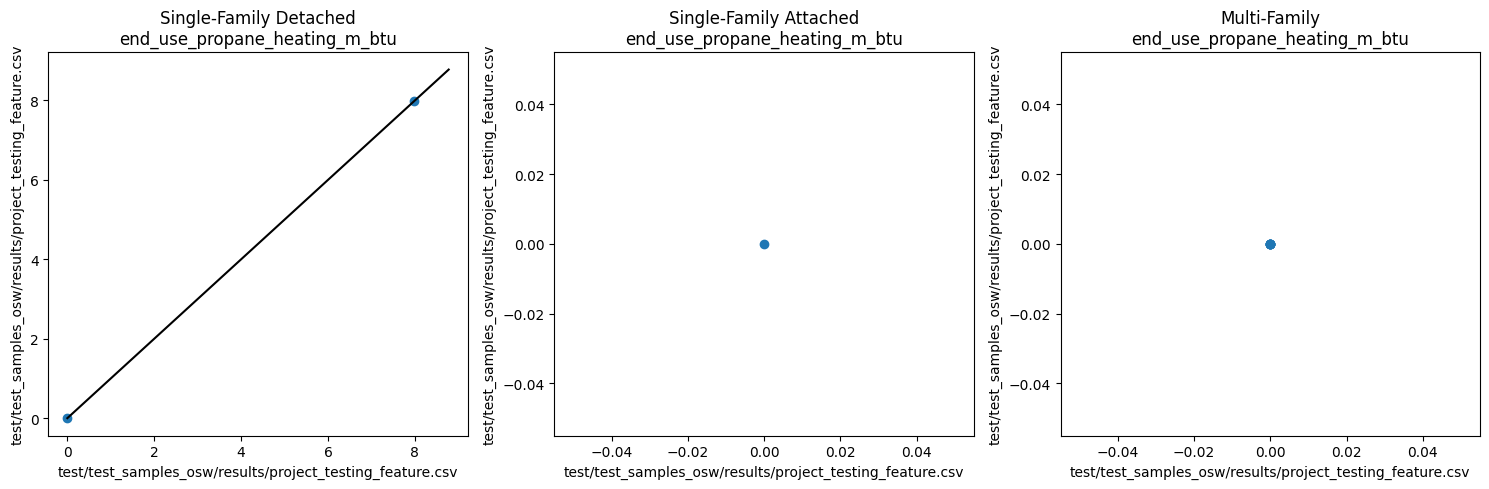 Single-Family Detached
end_use_propane_heating_m_btu
test/test_samples_osw/results/project_testing_feature.csv
8
6
4
2
0
0 2 4 6 8
test/test_samples_osw/results/project_testing_feature.csv
Single-Family Attached
end_use_propane_heating_m_btu
test/test_samples_osw/results/project_testing_feature.csv
0.04
0.02
0.00
−0.02
−0.04
−0.04 −0.02 0.00 0.02 0.04
test/test_samples_osw/results/project_testing_feature.csv
Multi-Family
end_use_propane_heating_m_btu
test/test_samples_osw/results/project_testing_feature.csv
0.04
0.02
0.00
−0.02
−0.04
−0.04 −0.02 0.00 0.02 0.04
test/test_samples_osw/results/project_testing_feature.csv